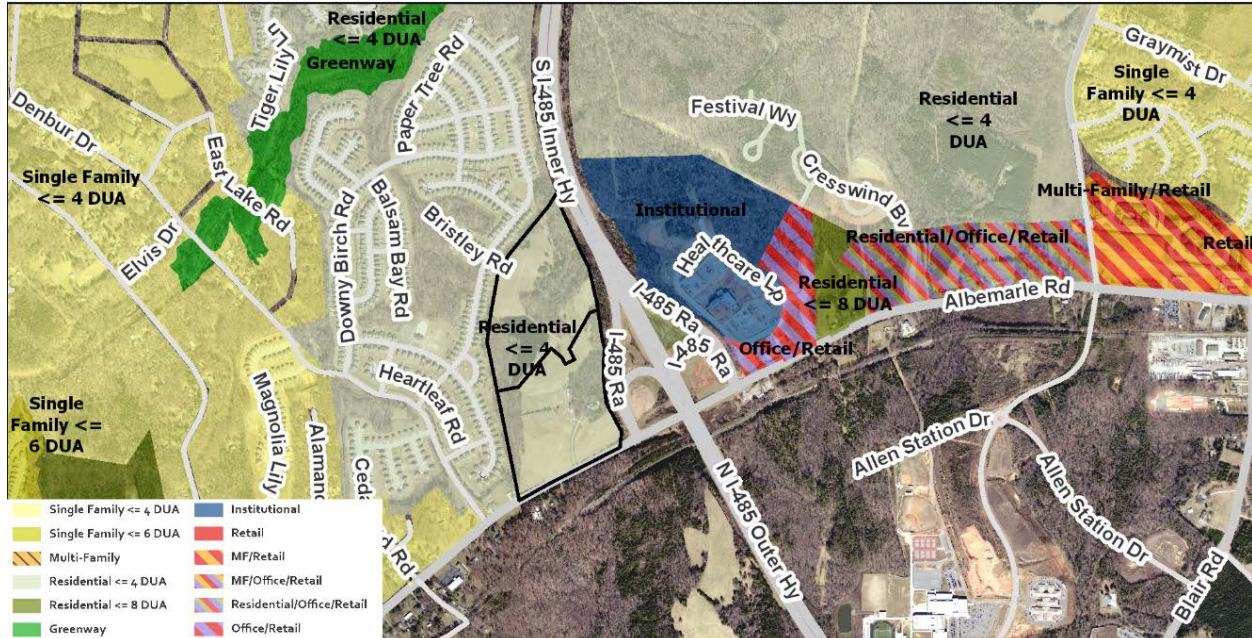 Residential
<= 4 DUA
Greenway
Tiger Lily Ln
Paper Tree Rd
S I-485 Inner Hy
Graymist Dr
Single
Family <= 4
DUA
Residential
<= 4
DUA
Festival Wy
Cresswind Bv
Denbur Dr
East Lake Rd
Single Family
<= 4 DUA
Elvis Dr
Downy Birch Rd
Balsam Bay Rd
Bristley Rd
Institutional
Healthcare Lp
Multi-Family/Retail
Retail
Residential/Office/Retail
Residential
<= 8 DUA
Albemarle Rd
I-485 Ra
I-485 Ra
I-485 Ra
Office/Retail
Residential
<= 4
DUA
Heartleaf Rd
Magnolia Lily
Single
Family <=
6 DUA
N I-485 Outer Hy
Allen Station Dr
Allen Station Dr
Blair Rd
Single Family <= 4 DUA
Single Family <= 6 DUA
Multi-Family
Residential <= 4 DUA
Residential <= 8 DUA
Greenway
Institutional
Retail
MF/Retail
MF/Office/Retail
Residential/Office/Retail
Office/Retail